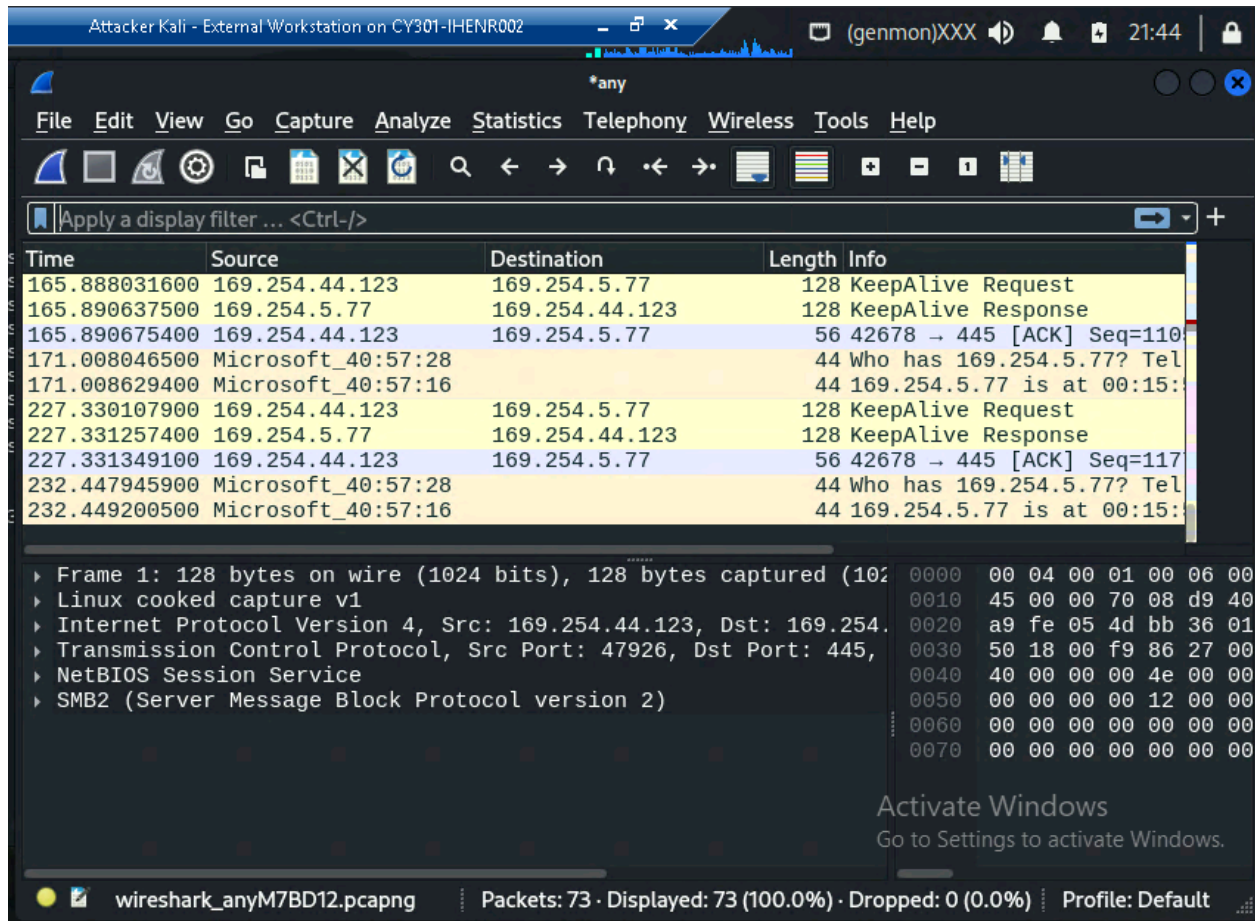 Attacker Kali - External Workstation on CY301-IHENR002
(genmon)XXX 21:44
*any
File Edit View Go Capture Analyze Statistics Telephony Wireless Tools Help
Apply a display filter ... <Ctrl-/>
Time Source Destination Length Info
165.888031600 169.254.44.123 169.254.5.77 128 KeepAlive Request
165.890637500 169.254.5.77 169.254.44.123 128 KeepAlive Response
165.890675400 169.254.44.123 169.254.5.77 56 42678 → 445 [ACK] Seq=110
171.008046500 Microsoft_40:57:28 44 Who has 169.254.5.77? Tel
171.008629400 Microsoft_40:57:16 44 169.254.5.77 is at 00:15:
227.330107900 169.254.44.123 169.254.5.77 128 KeepAlive Request
227.331257400 169.254.5.77 169.254.44.123 128 KeepAlive Response
227.331349100 169.254.44.123 169.254.5.77 56 42678 → 445 [ACK] Seq=117
232.447945900 Microsoft_40:57:28 44 Who has 169.254.5.77? Tel
232.449200500 Microsoft_40:57:16 44 169.254.5.77 is at 00:15:
Frame 1: 128 bytes on wire (1024 bits), 128 bytes captured (102
Linux cooked capture v1
Internet Protocol Version 4, Src: 169.254.44.123, Dst: 169.254.
Transmission Control Protocol, Src Port: 47926, Dst Port: 445,
NetBIOS Session Service
SMB2 (Server Message Block Protocol version 2)
0000 00 04 00 01 00 06 00
0010 45 00 00 70 08 d9 40
0020 a9 fe 05 4d bb 36 01
0030 50 18 00 f9 86 27 00
0040 40 00 00 00 4e 00 00
0050 00 00 00 00 12 00 00
0060 00 00 00 00 00 00 00
0070 00 00 00 00 00 00 00
Activate Windows
Go to Settings to activate Windows.
wireshark_anyM7BD12.pcapng Packets: 73 · Displayed: 73 (100.0%) · Dropped: 0 (0.0%) Profile: Default